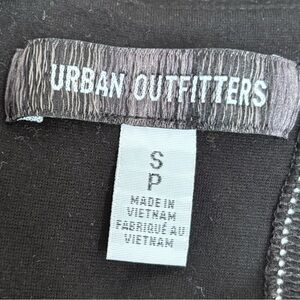 URBAN OUTFITTERS
S
P
MADE IN
VIETNAM
FABRIQUÉ AU
VIETNAM